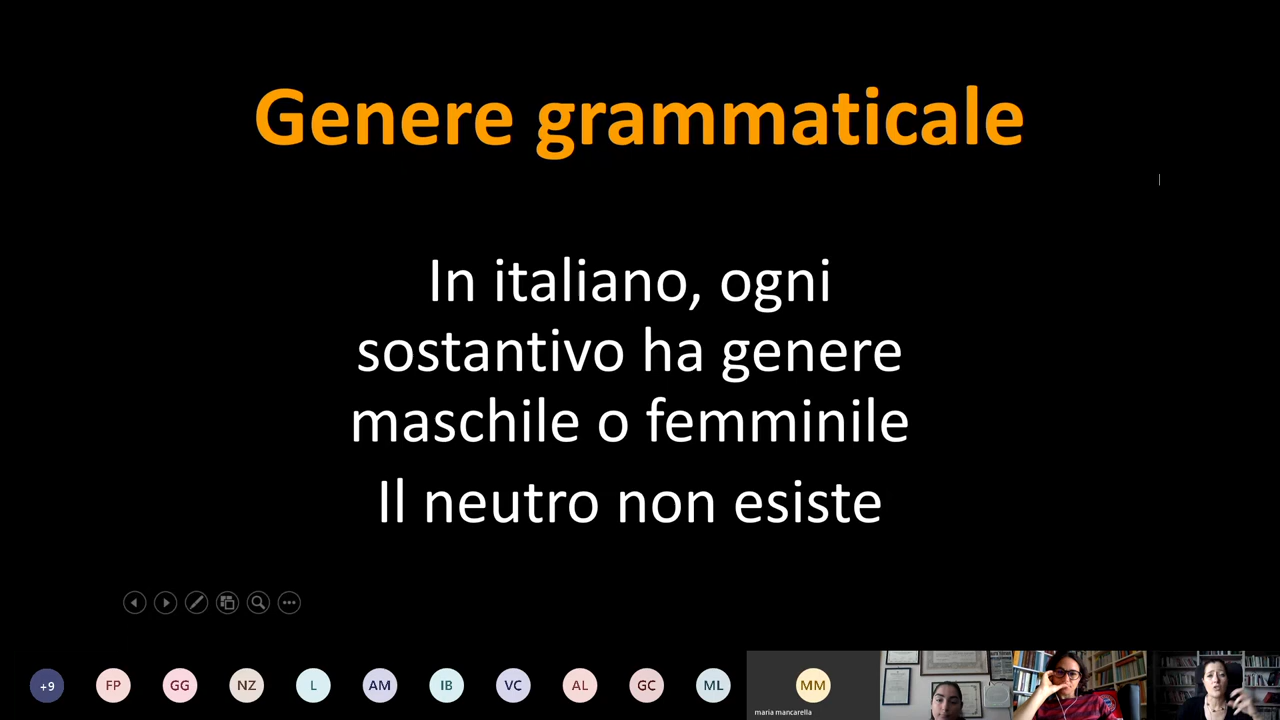 Genere grammaticale
In italiano, ogni
sostantivo ha genere
maschile o femminile
Il neutro non esiste
+9 FP GG NZ L AM IB VC AL GC ML MM
maria mancarella